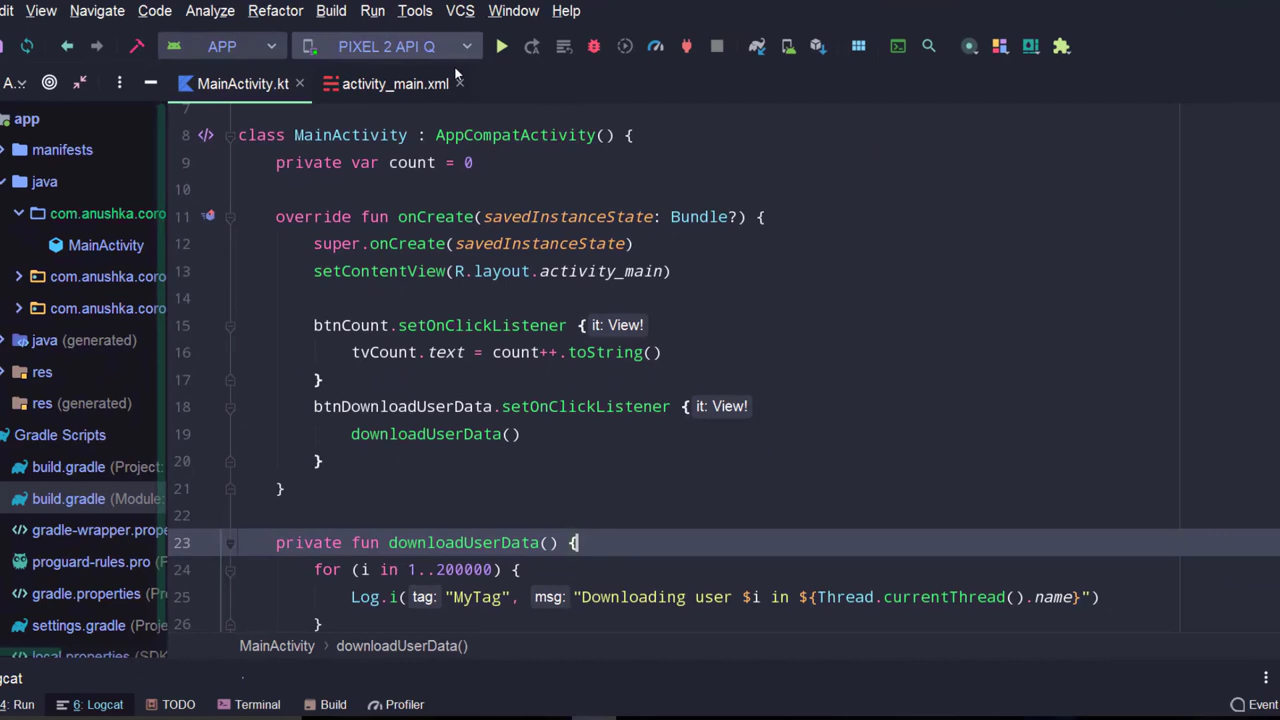 dit View Navigate Code Analyze Refactor Build Run Tools VCS Window Help
APP PIXEL 2 API Q
A... MainActivity.kt activity_main.xml
7
8 class MainActivity : AppCompatActivity() {
9 private var count = 0
10
11 override fun onCreate(savedInstanceState: Bundle?) {
12 super.onCreate(savedInstanceState)
13 setContentView(R.layout.activity_main)
14
15 btnCount.setOnClickListener { it: View!
16 tvCount.text = count++.toString()
17 }
18 btnDownloadUserData.setOnClickListener { it: View!
19 downloadUserData()
20 }
21 }
22
23 private fun downloadUserData() {
24 for (i in 1..200000) {
25 Log.i( tag: "MyTag", msg: "Downloading user $i in ${Thread.currentThread().name}")
26 }
app
manifests
java
com.anushka.coro
MainActivity
com.anushka.coro
com.anushka.coro
java (generated)
res
res (generated)
Gradle Scripts
build.gradle (Project:
build.gradle (Module:
gradle-wrapper.prope
proguard-rules.pro (
gradle.properties (Pro
settings.gradle (Proje
local.properties (SDK
MainActivity downloadUserData()
gcat
4: Run 6: Logcat TODO Terminal Build Profiler Event